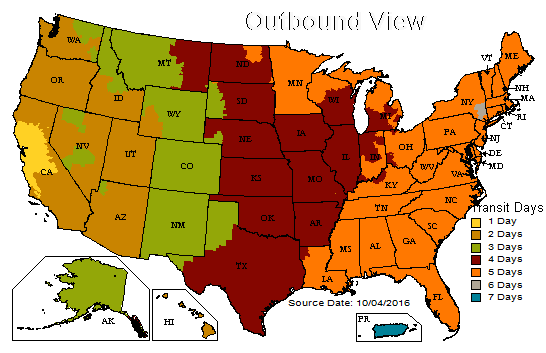 Outbound View
WA
MT
ND
MN
VT
ME
OR
ID
SD
WI
MI
NY
NH
MA
WY
RI
CT
NV
NE
IA
PA
NJ
UT
CO
IL
IN
OH
DE
MD
CA
KS
MO
WV
VA
KY
NC
AZ
NM
OK
AR
TN
SC
TX
MS
AL
GA
LA
FL
AK
HI
PR
Transit Days
1 Day
2 Days
3 Days
4 Days
5 Days
6 Days
7 Days
Source Date: 10/04/2016